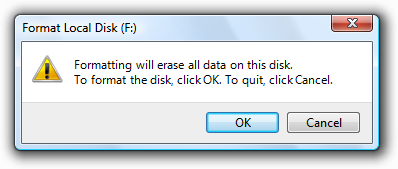 Format Local Disk (F:)
Formatting will erase all data on this disk.
To format the disk, click OK. To quit, click Cancel.
OK
Cancel